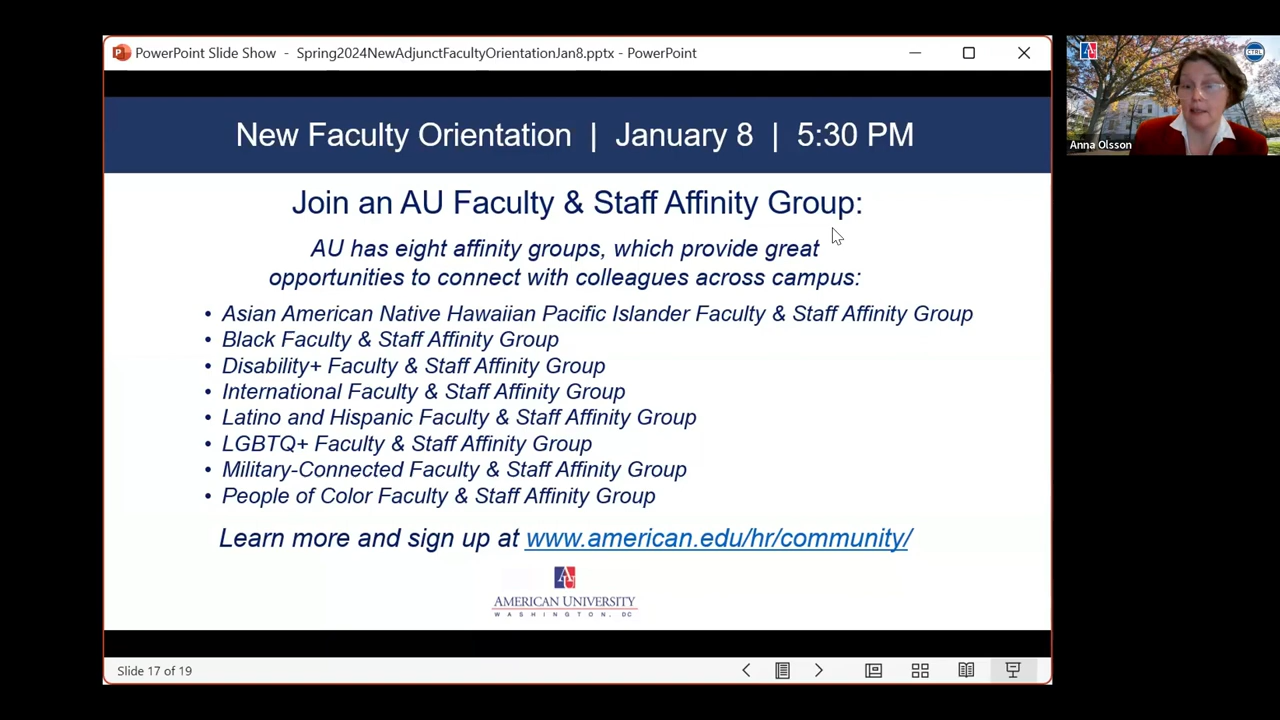 PowerPoint Slide Show - Spring2024NewAdjunctFacultyOrientationJan8.pptx - PowerPoint
New Faculty Orientation | January 8 | 5:30 PM
Join an AU Faculty & Staff Affinity Group:
AU has eight affinity groups, which provide great
opportunities to connect with colleagues across campus:
• Asian American Native Hawaiian Pacific Islander Faculty & Staff Affinity Group
• Black Faculty & Staff Affinity Group
• Disability+ Faculty & Staff Affinity Group
• International Faculty & Staff Affinity Group
• Latino and Hispanic Faculty & Staff Affinity Group
• LGBTQ+ Faculty & Staff Affinity Group
• Military-Connected Faculty & Staff Affinity Group
• People of Color Faculty & Staff Affinity Group
Learn more and sign up at www.american.edu/hr/community/
AU
AMERICAN UNIVERSITY
WASHINGTON, DC
Slide 17 of 19
CTRL
Anna Olsson